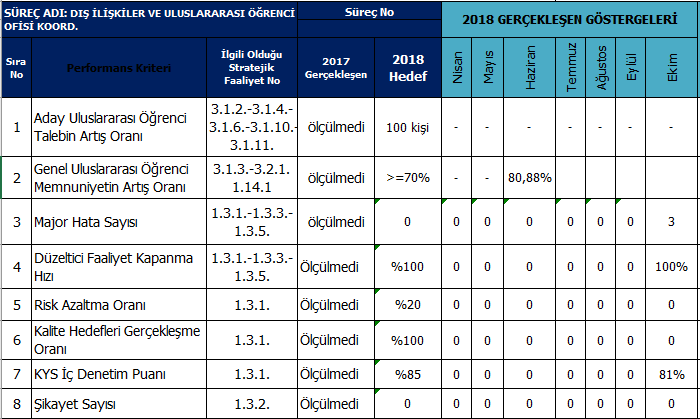 SÜREÇ ADI: DIŞ İLİŞKİLER VE ULUSLARARASI ÖĞRENCİ
OFİSİ KOORD.
Süreç No
2018 GERÇEKLEŞEN GÖSTERGELERİ
Sıra
No
Performans Kriteri
İlgili Olduğu
Stratejik
Faaliyet No
2017
Gerçekleşen
2018
Hedef
Nisan
Mayıs
Haziran
Temmuz
Ağustos
Eylül
Ekim
1 Aday Uluslararası Öğrenci
Talebin Artış Oranı
3.1.2.-3.1.4.-
3.1.6.-3.1.10.-
3.1.11.
ölçülmedi 100 kişi - - - - - - -
2 Genel Uluslararası Öğrenci
Memnuniyetin Artış Oranı
3.1.3.-3.2.1.
1.14.1
ölçülmedi >=70% - - 80,88%
3 Major Hata Sayısı
1.3.1.-1.3.3.-
1.3.5.
ölçülmedi 0 0 0 0 0 0 0 3
4 Düzeltici Faaliyet Kapanma
Hızı
1.3.1.-1.3.3.-
1.3.5.
Ölçülmedi %100 0 0 0 0 0 0 100%
5 Risk Azaltma Oranı 1.3.1. Ölçülmedi %20 0 0 0 0 0 0 0
6 Kalite Hedefleri Gerçekleşme
Oranı
1.3.1. Ölçülmedi %100 0 0 0 0 0 0 0
7 KYS İç Denetim Puanı 1.3.1. Ölçülmedi %85 0 0 0 0 0 0 81%
8 Şikayet Sayısı 1.3.2. Ölçülmedi 0 0 0 0 0 0 0 0